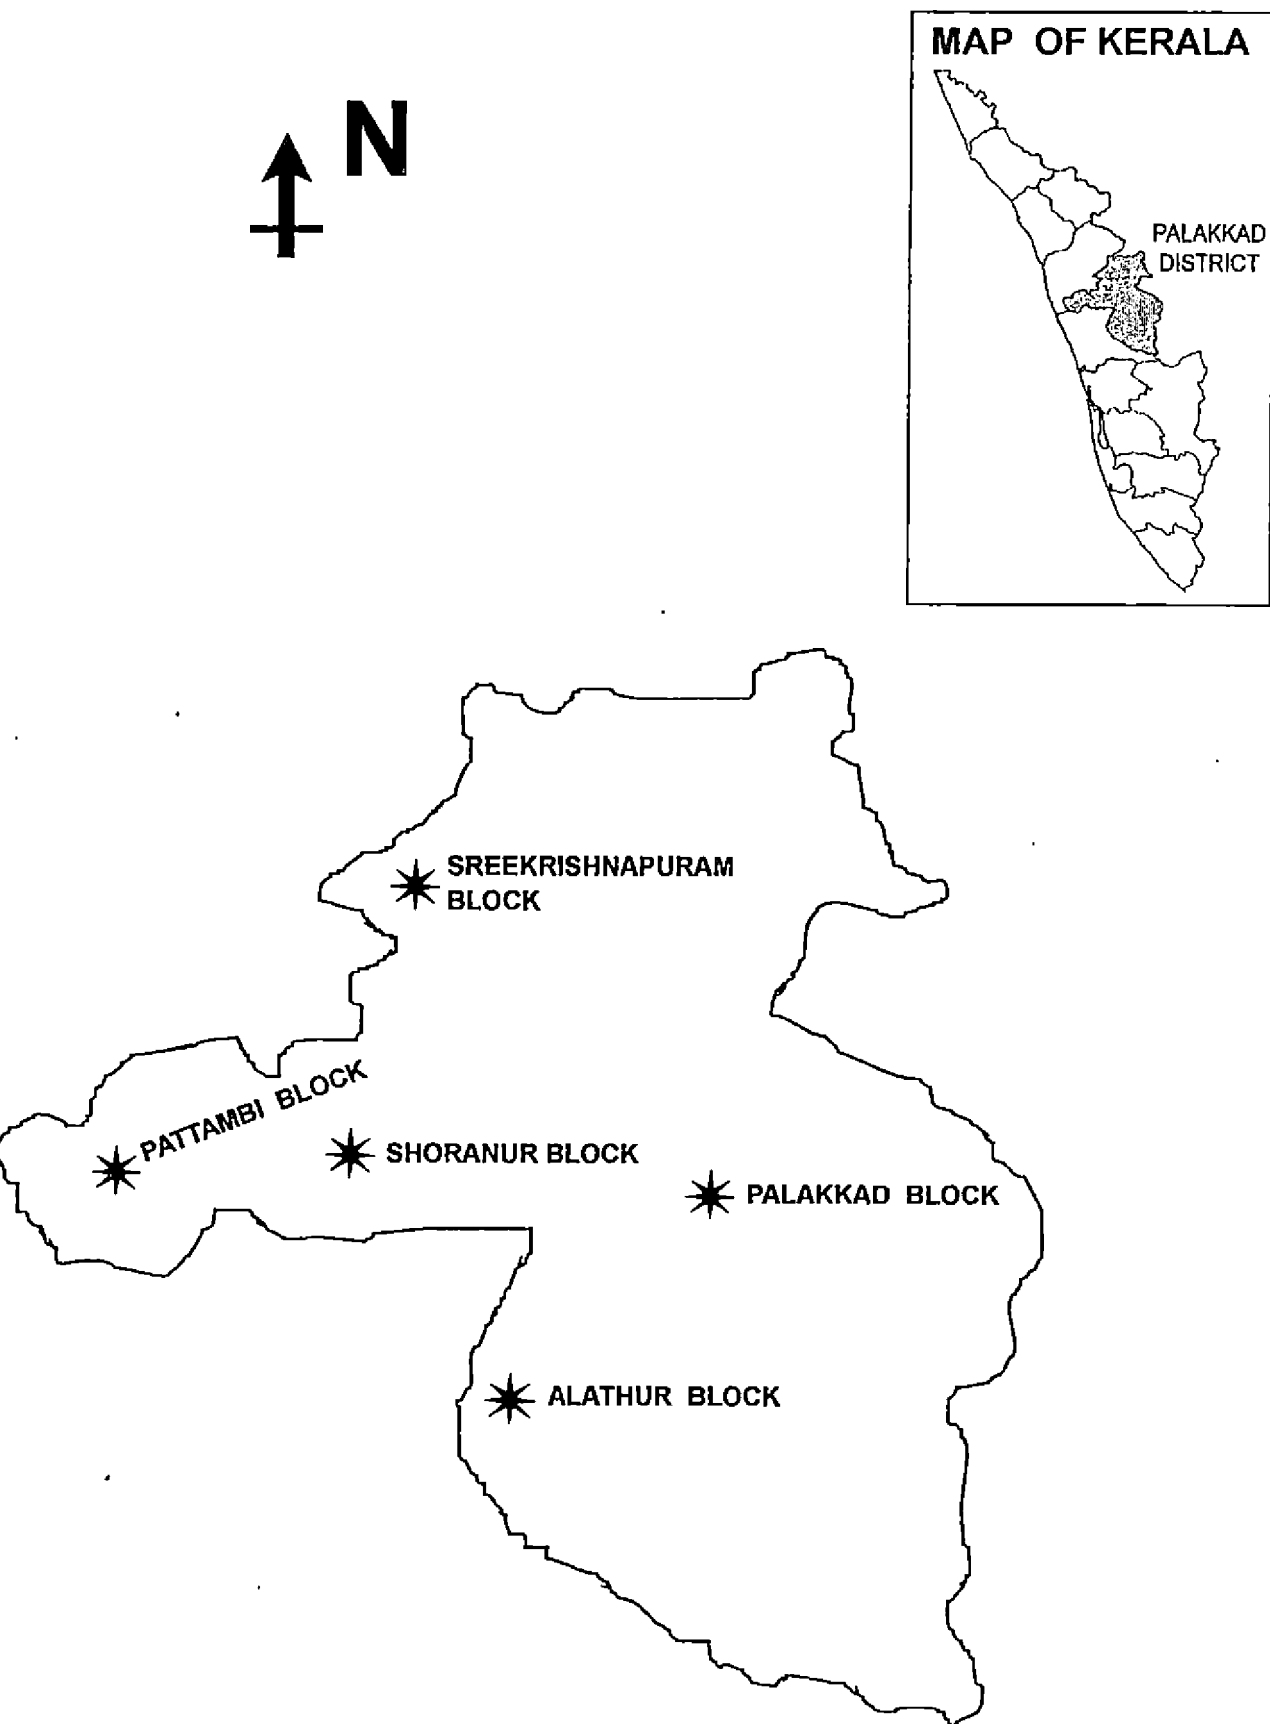 MAP OF KERALA
N
PALAKKAD
DISTRICT
SREEKRISHNAPURAM
BLOCK
PATTAMBI BLOCK
SHORANUR BLOCK
PALAKKAD BLOCK
ALATHUR BLOCK